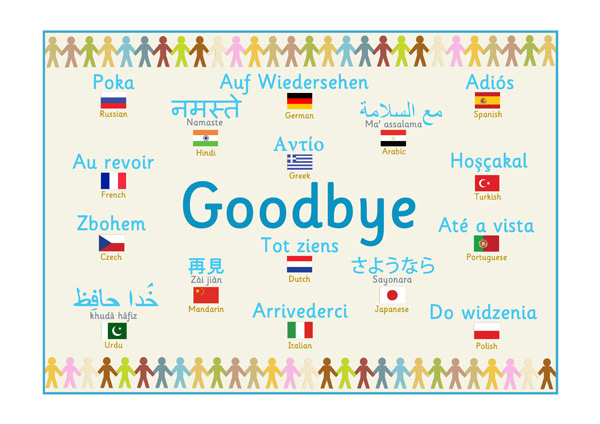 Poka
Russian
Auf Wiedersehen
German
Adiós
Spanish
नमस्ते
Namaste
Hindi
مع السلامة
Ma' assalama
Arabic
Αντίο
Greek
Au revoir
French
Hoşçakal
Turkish
Goodbye
Zbohem
Czech
Até a vista
Portuguese
Tot ziens
Dutch
再見
Zài jiàn
Mandarin
さようなら
Sayonara
Japanese
خُدا حافِظ
khudā hāfiz
Urdu
Arrivederci
Italian
Do widzenia
Polish